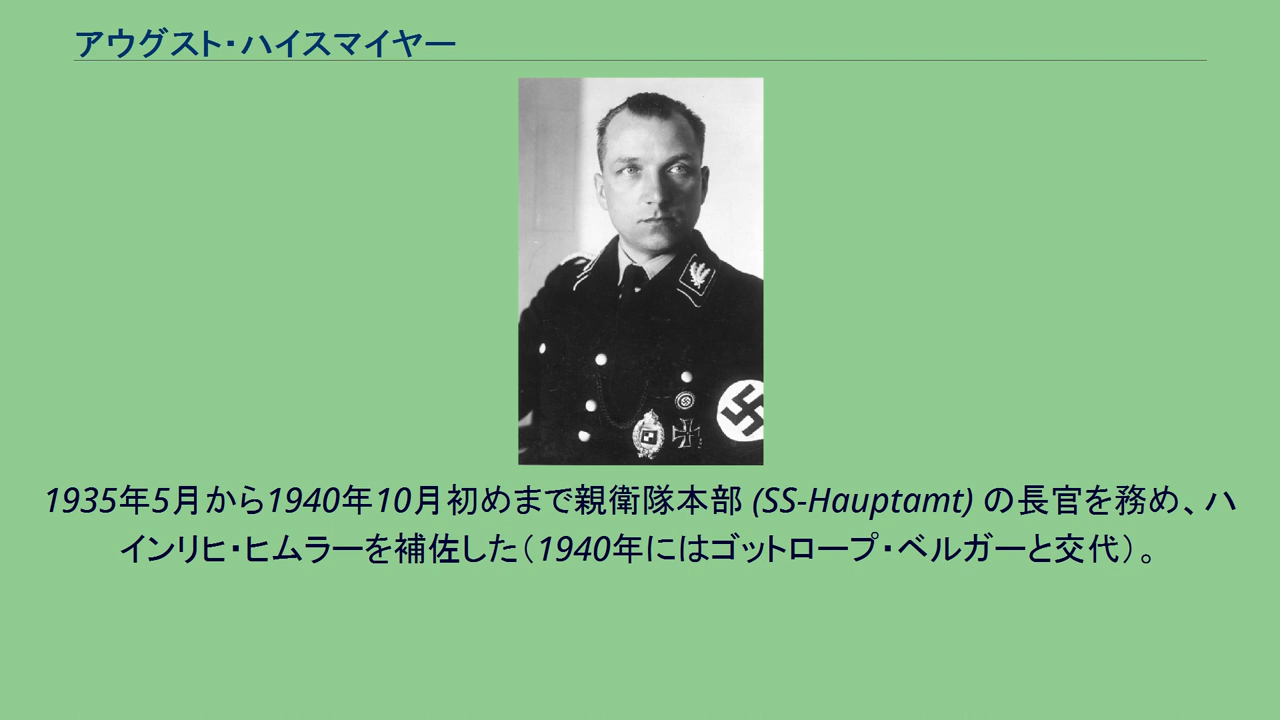 アウグスト・ハイスマイヤー
1935年5月から1940年10月初めまで親衛隊本部 (SS-Hauptamt) の長官を務め、ハ
インリヒ・ヒムラーを補佐した（1940年にはゴットロープ・ベルガーと交代）。